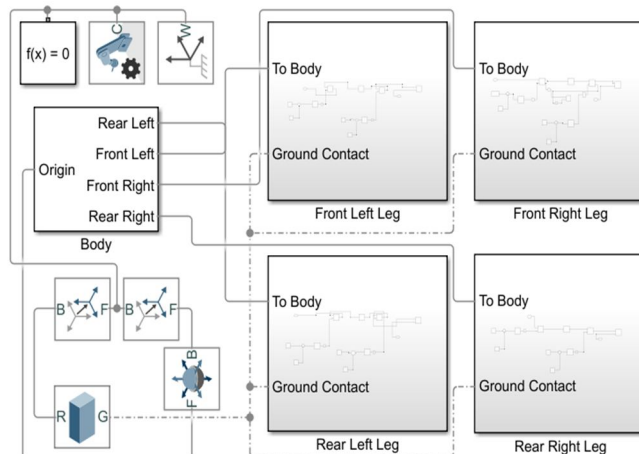 f(x) = 0
C
W
Rear Left
Front Left
Origin
Front Right
Rear Right
Body
To Body
Ground Contact
Front Left Leg
To Body
Ground Contact
Front Right Leg
B F
B F
B
F
R G
To Body
Ground Contact
Rear Left Leg
To Body
Ground Contact
Rear Right Leg